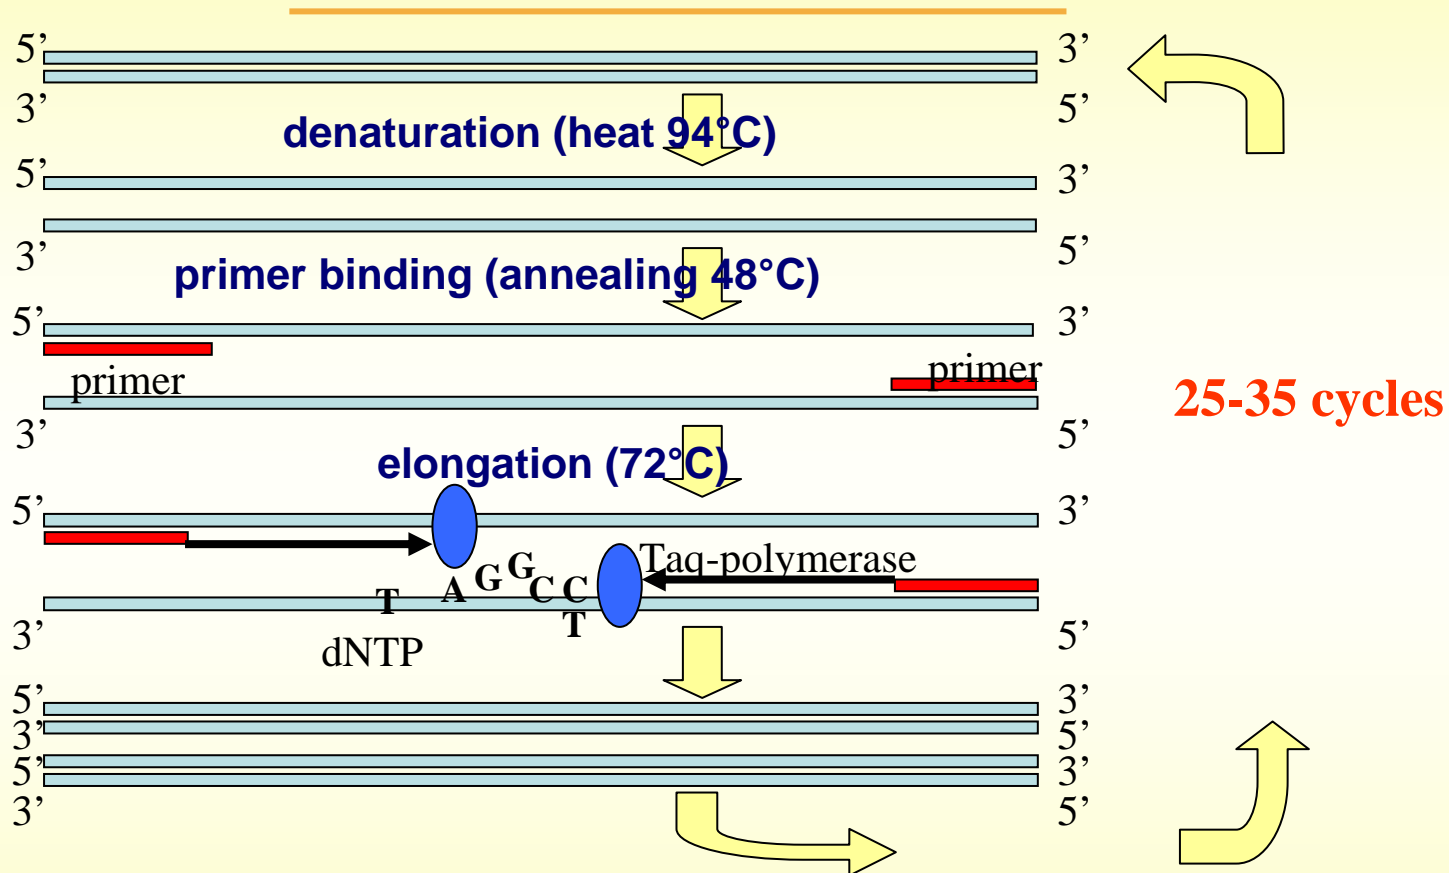 5’ 3’
3’ 5’
denaturation (heat 94°C)
5’ 3’
3’ 5’
primer binding (annealing 48°C)
5’ 3’
primer primer
25-35 cycles
3’ 5’
elongation (72°C)
5’ 3’
Taq-polymerase
T A G G C C
T
3’ 5’
dNTP
5’ 3’
3’ 5’
5’ 3’
3’ 5’